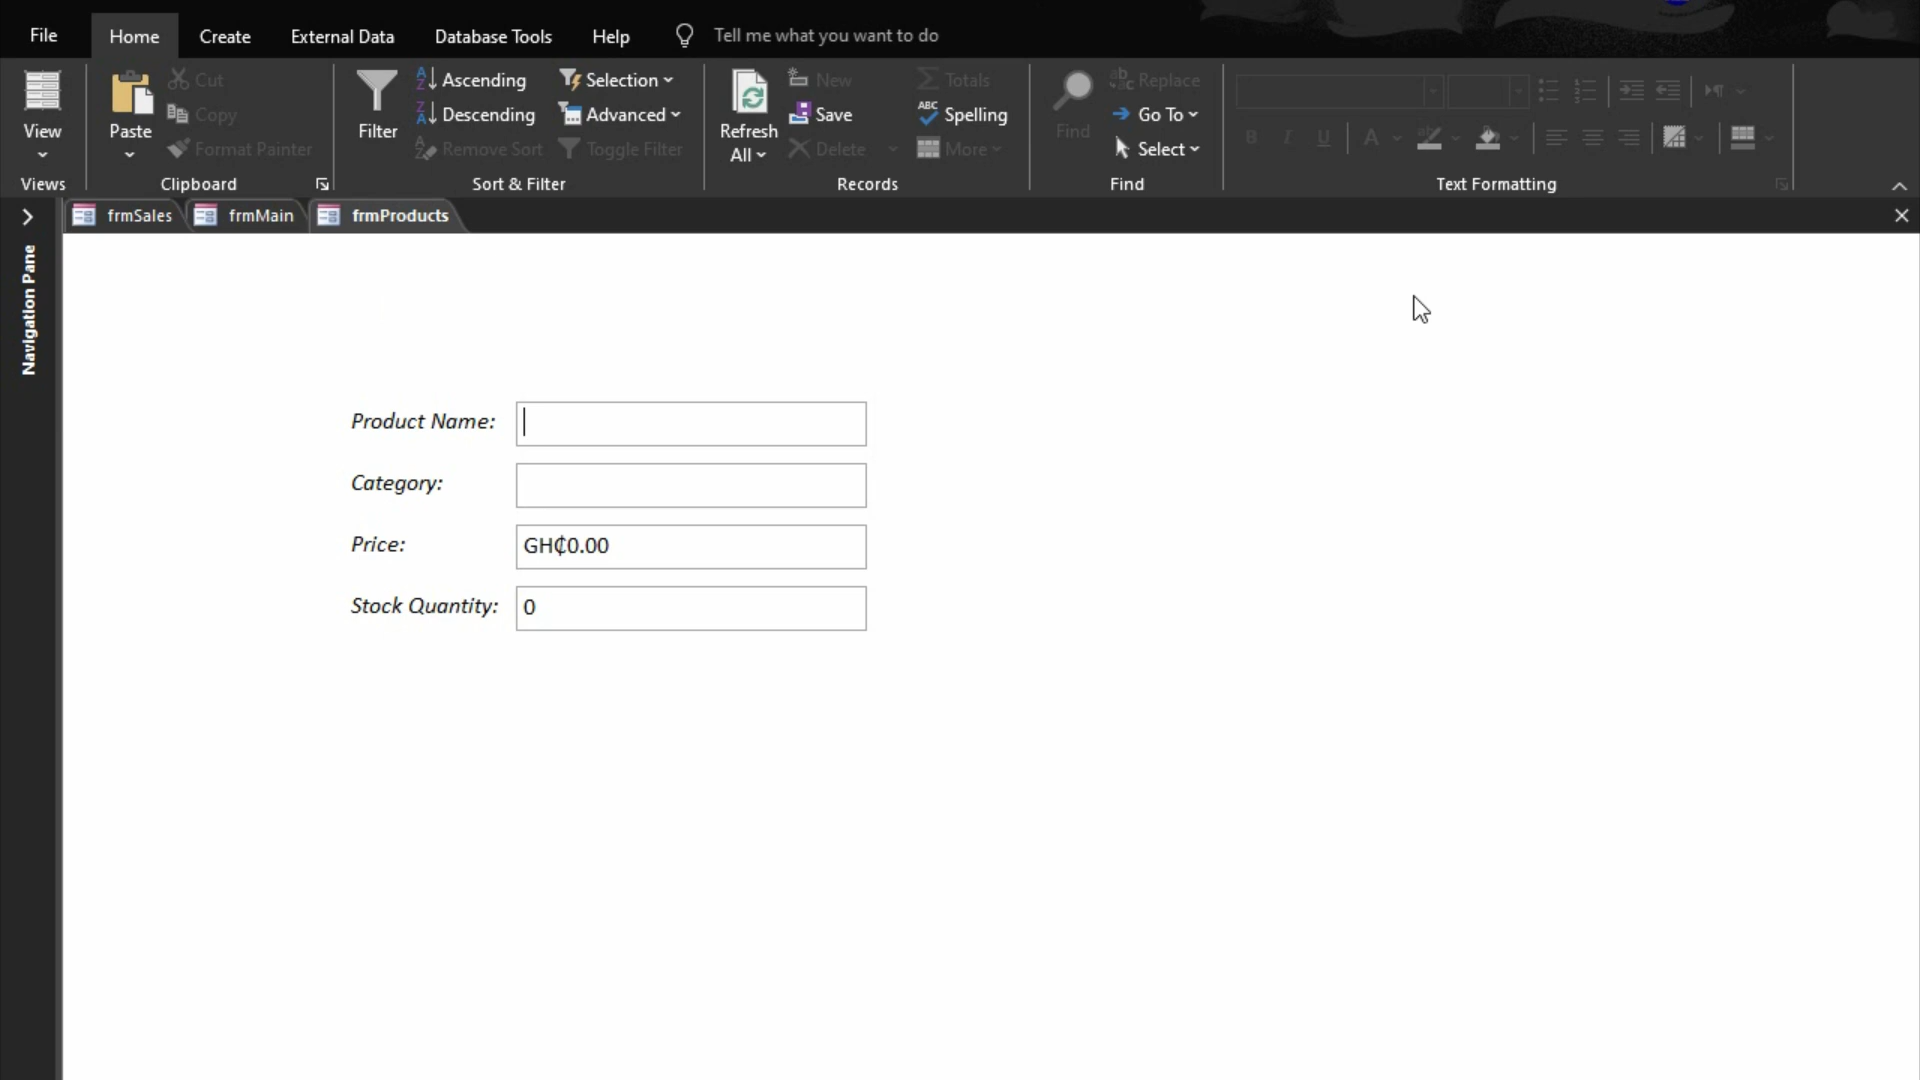 File Home Create External Data Database Tools Help Tell me what you want to do
View
Views
Paste
Cut
Copy
Format Painter
Clipboard
Filter
Ascending
Descending
Remove Sort
Selection
Advanced
Toggle Filter
Sort & Filter
Refresh
All
New
Save
Delete
Totals
Spelling
More
Records
Find
Replace
Go To
Select
Find
B I U A
Text Formatting
frmSales frmMain frmProducts
Navigation Pane
Product Name:
Category:
Price: GH₵0.00
Stock Quantity: 0